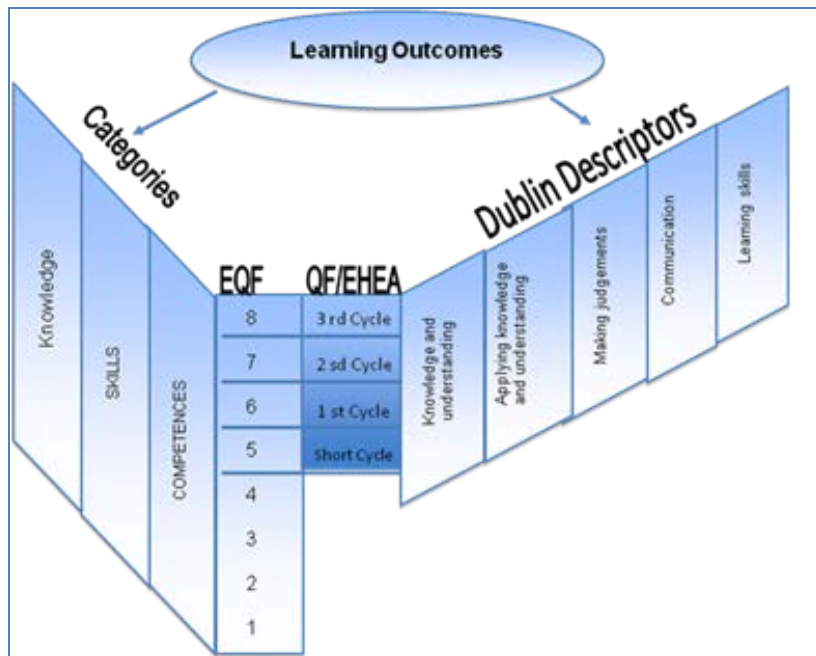 Learning Outcomes
Categories
Dublin Descriptors
Knowledge
SKILLS
COMPETENCES
EQF
QF/EHEA
8
3 rd Cycle
7
2 sd Cycle
6
1 st Cycle
5
Short Cycle
4
3
2
1
Knowledge and
understanding
Applying knowledge
and understanding
Making judgements
Communication
Learning skills